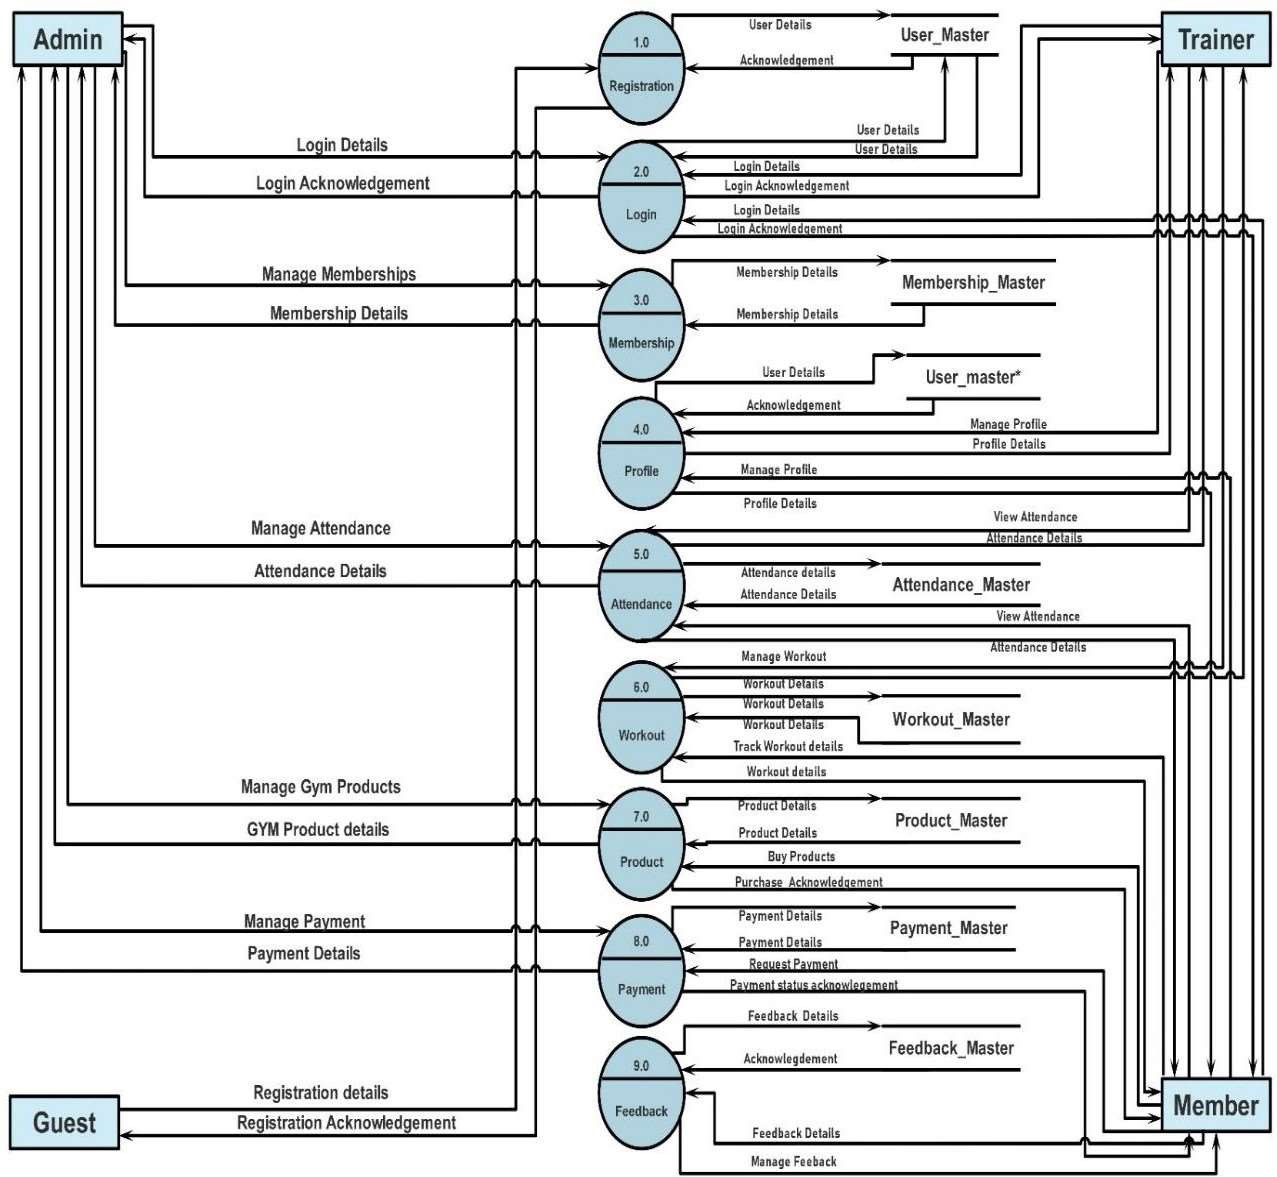 Admin
Trainer
1.0
Registration
User Details
User_Master
Acknowledgement
User Details
User Details
Login Details
Login Acknowledgement
2.0
Login
Login Details
Login Acknowledgement
Login Details
Login Acknowledgement
Manage Memberships
Membership Details
3.0
Membership
Membership Details
Membership_Master
Membership Details
User Details
User_master*
Acknowledgement
4.0
Profile
Manage Profile
Profile Details
Manage Profile
Profile Details
Manage Attendance
Attendance Details
5.0
Attendance
View Attendance
Attendance Details
Attendance details
Attendance_Master
Attendance Details
View Attendance
Attendance Details
Manage Workout
6.0
Workout
Workout Details
Workout Details
Workout_Master
Workout Details
Track Workout details
Workout details
Manage Gym Products
GYM Product details
7.0
Product
Product Details
Product_Master
Product Details
Buy Products
Purchase Acknowledgement
Manage Payment
Payment Details
8.0
Payment
Payment Details
Payment_Master
Payment Details
Request Payment
Payment status acknowlegement
Feedback Details
Feedback_Master
Acknowlegdement
9.0
Feedback
Registration details
Registration Acknowledgement
Guest
Member
Feedback Details
Manage Feeback